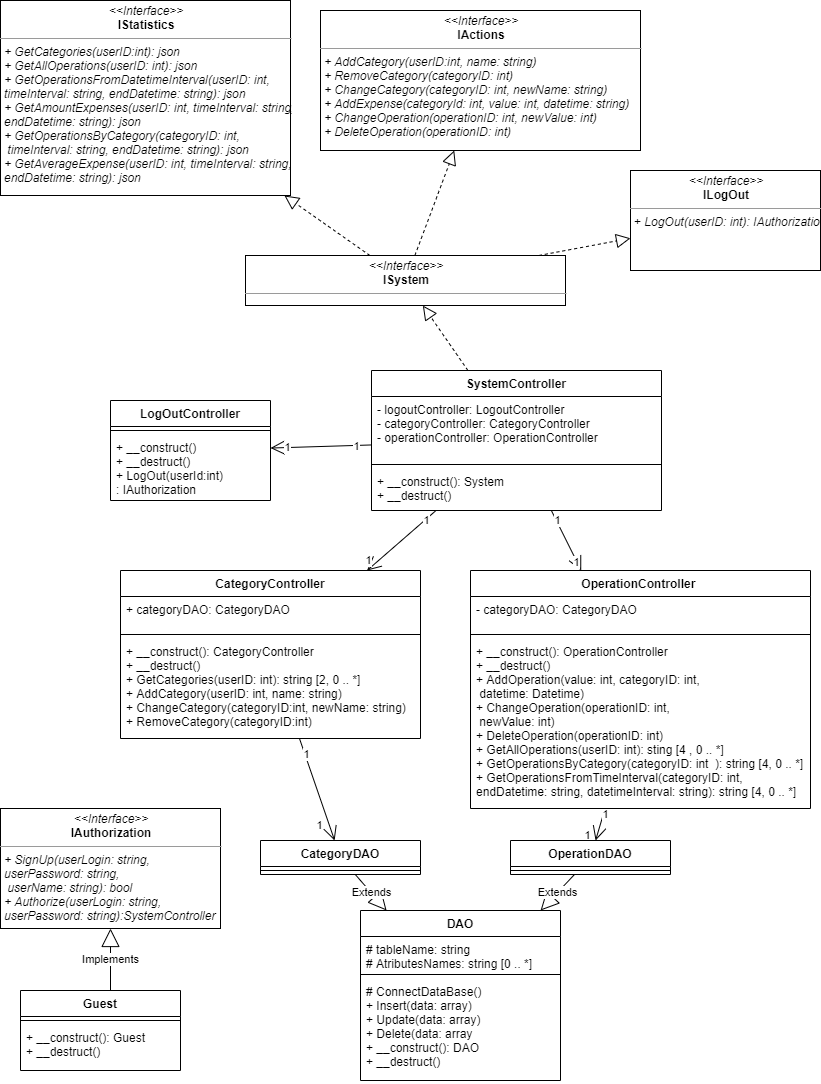 <<Interface>>
IStatistics
+ GetCategories(userID:int): json
+ GetAllOperations(userID: int): json
+ GetOperationsFromDatetimeInterval(userID: int,
timeInterval: string, endDatetime: string): json
+ GetAmountExpenses(userID: int, timeInterval: string,
endDatetime: string): json
+ GetOperationsByCategory(categoryID: int,
timeInterval: string, endDatetime: string): json
+ GetAverageExpense(userID: int, timeInterval: string,
endDatetime: string): json
<<Interface>>
IActions
+ AddCategory(userID:int, name: string)
+ RemoveCategory(categoryID: int)
+ ChangeCategory(categoryID: int, newName: string)
+ AddExpense(categoryId: int, value: int, datetime: string)
+ ChangeOperation(operationID: int, newValue: int)
+ DeleteOperation(operationID: int)
<<Interface>>
ILogOut
+ LogOut(userID: int): IAuthorizatio
<<Interface>>
ISystem
SystemController
- logoutController: LogoutController
- categoryController: CategoryController
- operationController: OperationController
+ __construct(): System
+ __destruct()
LogOutController
+ __construct()
+ __destruct()
+ LogOut(userId:int)
: IAuthorization
1
1
1
1
1
1
CategoryController
+ categoryDAO: CategoryDAO
+ __construct(): CategoryController
+ __destruct()
+ GetCategories(userID: int): string [2, 0 .. *]
+ AddCategory(userID: int, name: string)
+ ChangeCategory(categoryID:int, newName: string)
+ RemoveCategory(categoryID:int)
OperationController
- categoryDAO: CategoryDAO
+ __construct(): OperationController
+ __destruct()
+ AddOperation(value: int, categoryID: int,
datetime: Datetime)
+ ChangeOperation(operationID: int,
newValue: int)
+ DeleteOperation(operationID: int)
+ GetAllOperations(userID: int): sting [4 , 0 .. *]
+ GetOperationsByCategory(categoryID: int  ): string [4, 0 .. *]
+ GetOperationsFromTimeInterval(categoryID: int,
endDatetime: string, datetimeInterval: string): string [4, 0 .. *]
1
1
1
1
<<Interface>>
IAuthorization
+ SignUp(userLogin: string,
userPassword: string,
userName: string): bool
+ Authorize(userLogin: string,
userPassword: string):SystemController
Implements
Guest
+ __construct(): Guest
+ __destruct()
CategoryDAO
OperationDAO
Extends
Extends
DAO
# tableName: string
# AtributesNames: string [0 .. *]
# ConnectDataBase()
+ Insert(data: array)
+ Update(data: array)
+ Delete(data: array
+ __construct(): DAO
+ __destruct()